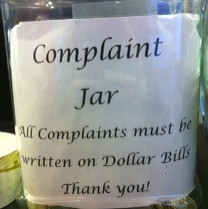 Complaint
Jar
All Complaints must be
written on Dollar Bills
Thank you!